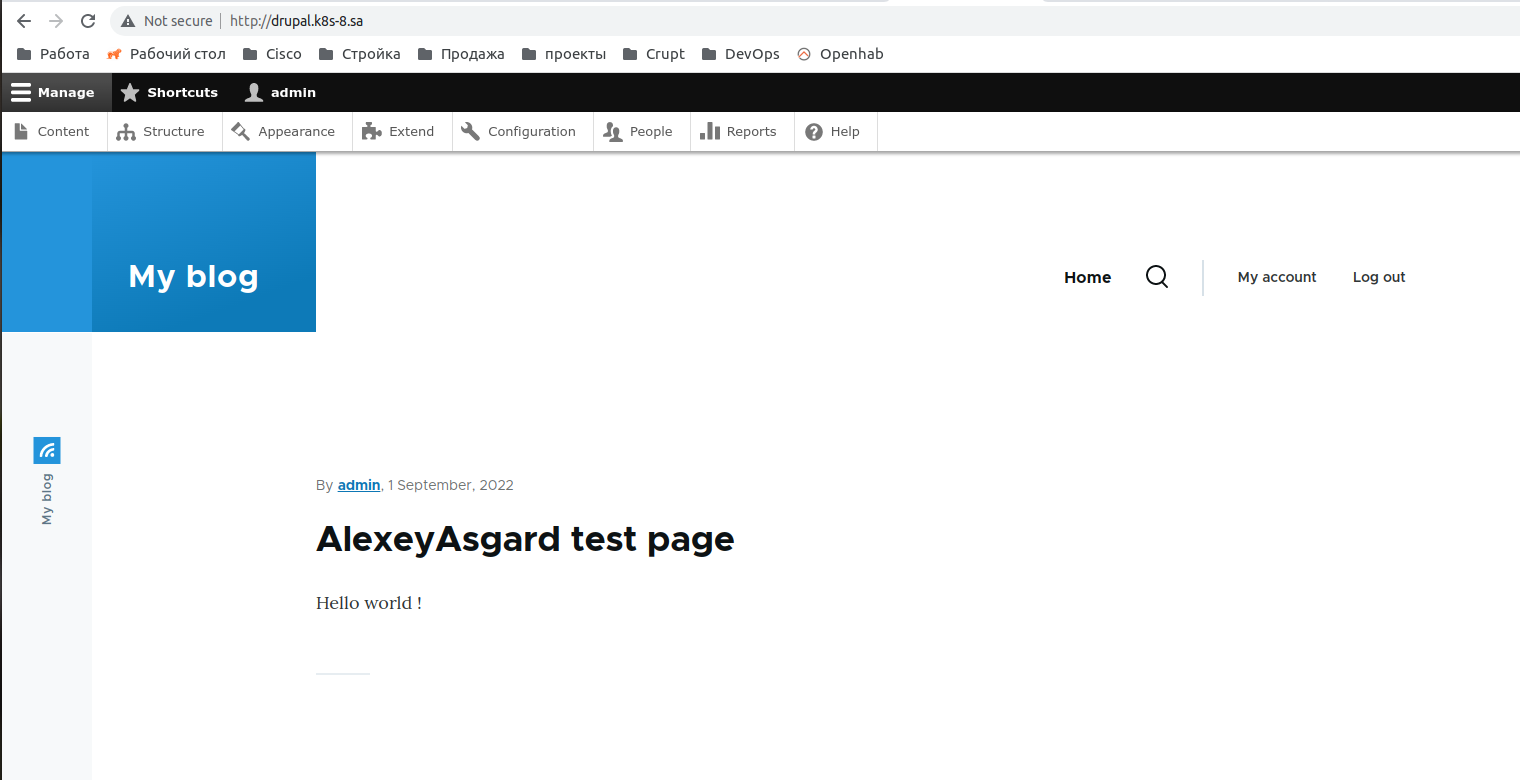 Not secure | http://drupal.k8s-8.sa
Работа Рабочий стол Cisco Стройка Продажа проекты Crupt DevOps Openhab
Manage Shortcuts admin
Content Structure Appearance Extend Configuration People Reports Help
My blog
Home My account Log out
My blog
By admin, 1 September, 2022
AlexeyAsgard test page
Hello world !